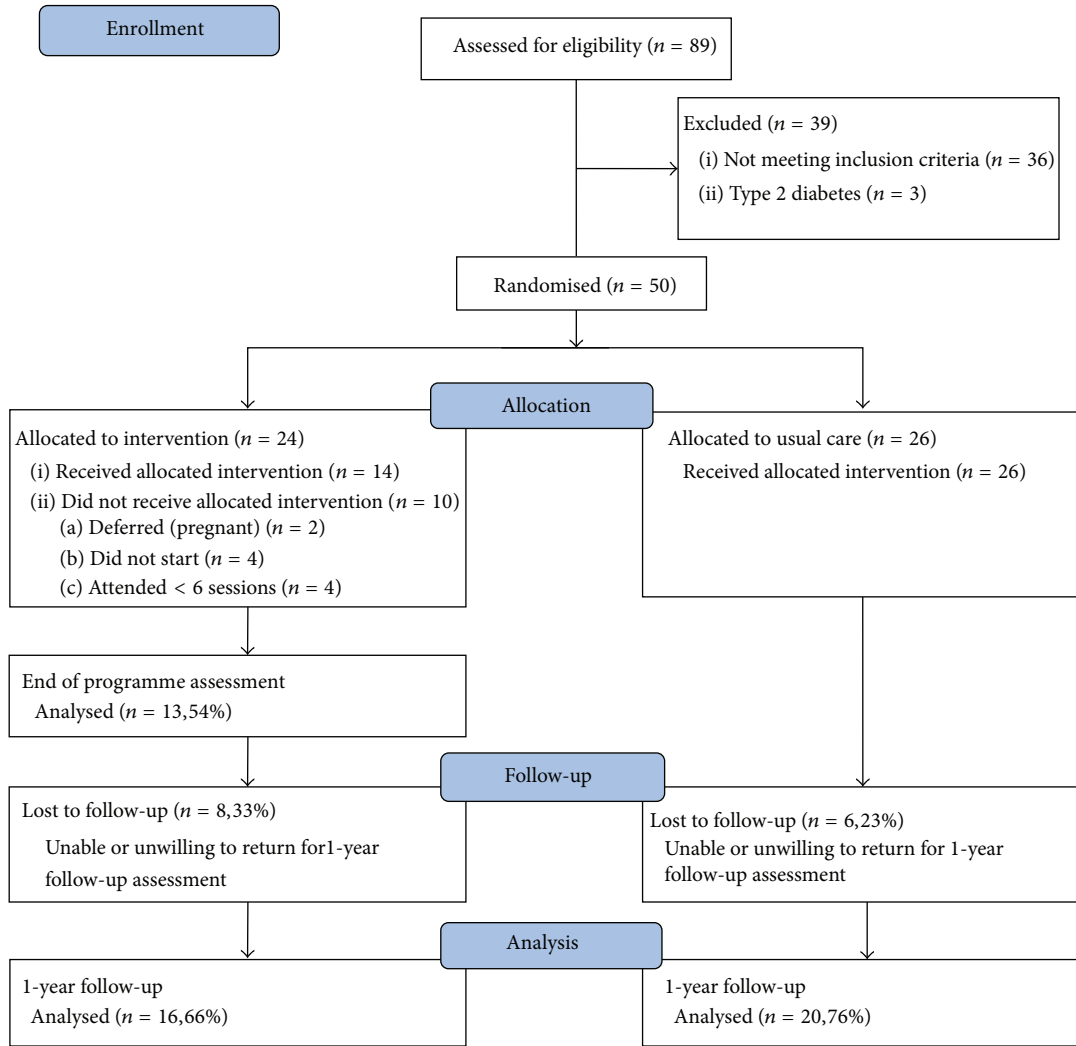 Enrollment
Assessed for eligibility (n = 89)
Excluded (n = 39)
(i) Not meeting inclusion criteria (n = 36)
(ii) Type 2 diabetes (n = 3)
Randomised (n = 50)
Allocation
Allocated to intervention (n = 24)
(i) Received allocated intervention (n = 14)
(ii) Did not receive allocated intervention (n = 10)
(a) Deferred (pregnant) (n = 2)
(b) Did not start (n = 4)
(c) Attended < 6 sessions (n = 4)
Allocated to usual care (n = 26)
Received allocated intervention (n = 26)
End of programme assessment
Analysed (n = 13,54%)
Follow-up
Lost to follow-up (n = 8,33%)
Unable or unwilling to return for1-year
follow-up assessment
Lost to follow-up (n = 6,23%)
Unable or unwilling to return for 1-year
follow-up assessment
Analysis
1-year follow-up
Analysed (n = 16,66%)
1-year follow-up
Analysed (n = 20,76%)